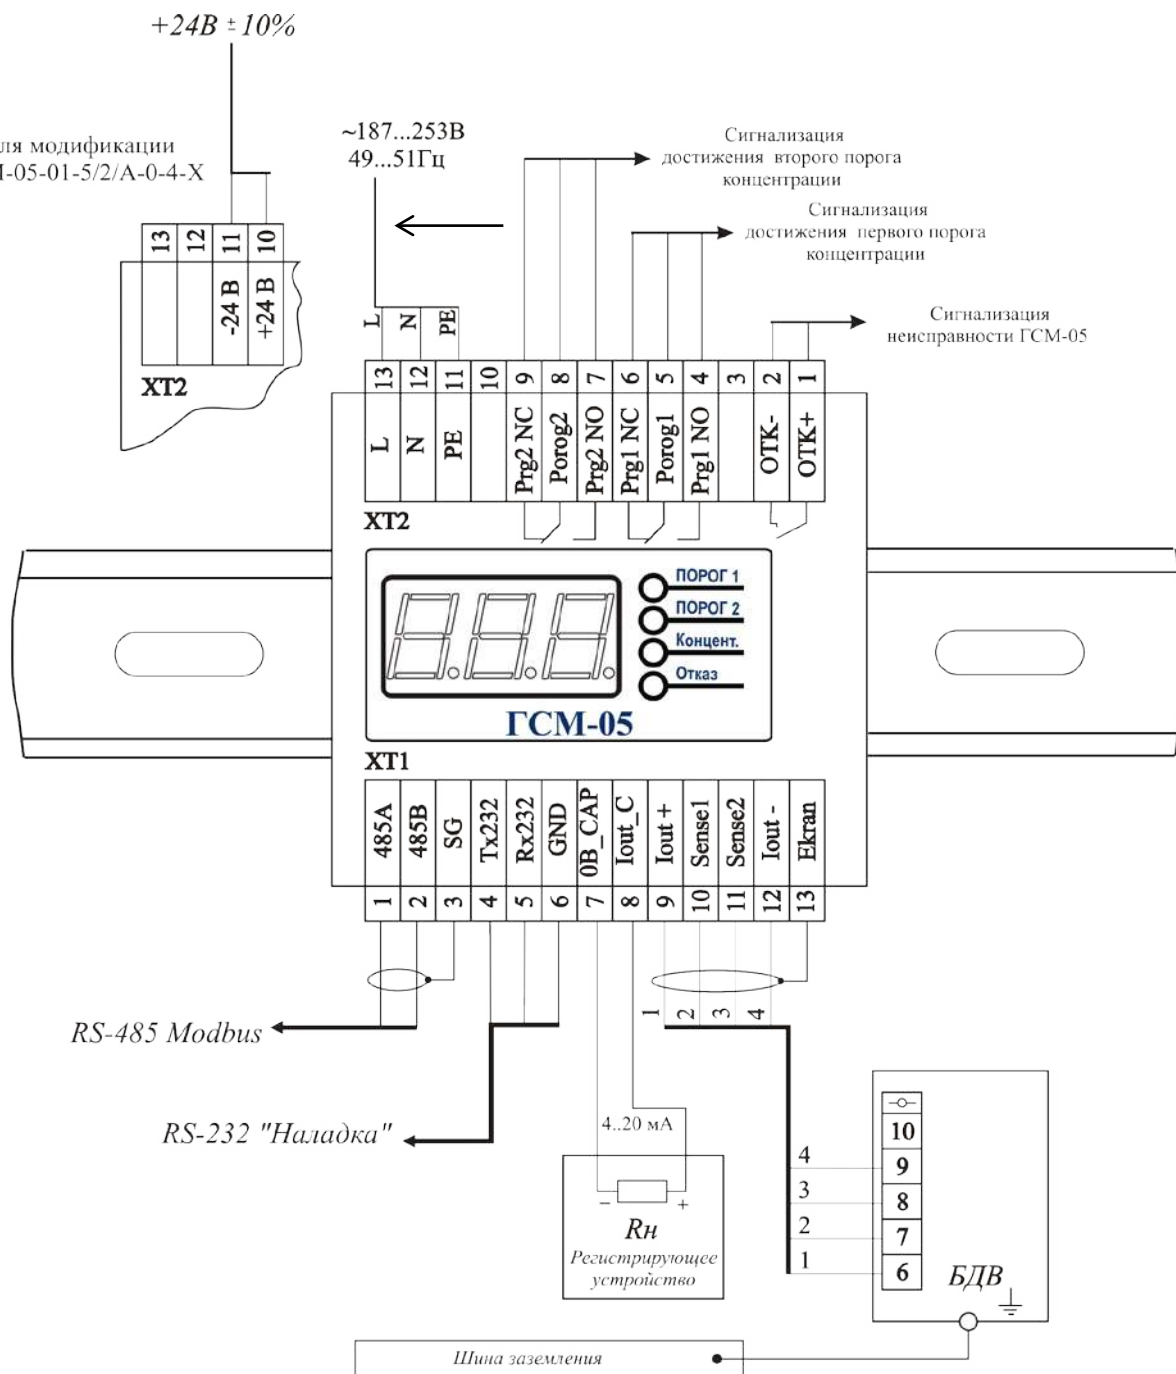 +24В ± 10%
ля модификации
-05-01-5/2/А-0-4-Х
13
12
11
10
-24 В
+24 В
XT2
~187...253В
49...51Гц
Сигнализация
достижения второго порога
концентрации
Сигнализация
достижения первого порога
концентрации
Сигнализация
неисправности ГСМ-05
L
N
PE
13
12
11
10
9
8
7
6
5
4
3
2
1
L
N
PE
Prg2 NC
Porog2
Prg2 NO
Prg1 NC
Porog1
Prg1 NO
ОТК-
ОТК+
XT2
ПОРОГ 1
ПОРОГ 2
Концент.
Отказ
ГСМ-05
XT1
485A
485B
SG
Tx232
Rx232
GND
0B_CAP
Iout_C
Iout +
Sense1
Sense2
Iout -
Ekran
1
2
3
4
5
6
7
8
9
10
11
12
13
1
2
3
4
RS-485 Modbus
RS-232 "Наладка"
4..20 мА
–
+
Rн
Регистрирующее
устройство
4
3
2
1
10
9
8
7
6
БДВ
Шина заземления